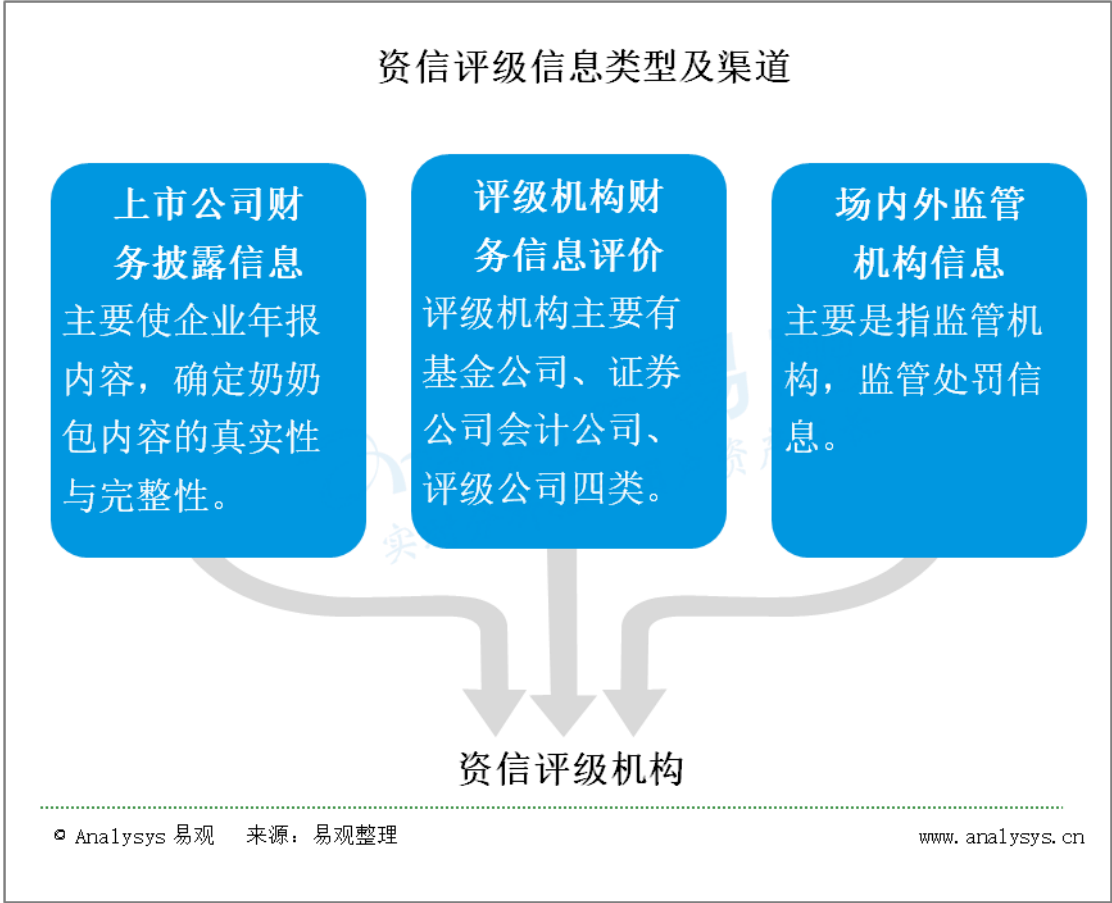 资信评级信息类型及渠道
上市公司财
务披露信息
主要使企业年报
内容，确定奶奶
包内容的真实性
与完整性。
评级机构财
务信息评价
评级机构主要有
基金公司、证券
公司会计公司、
评级公司四类。
场内外监管
机构信息
主要是指监管机
构，监管处罚信
息。
资信评级机构
© Analysys 易观 来源：易观整理
www.analysys.cn